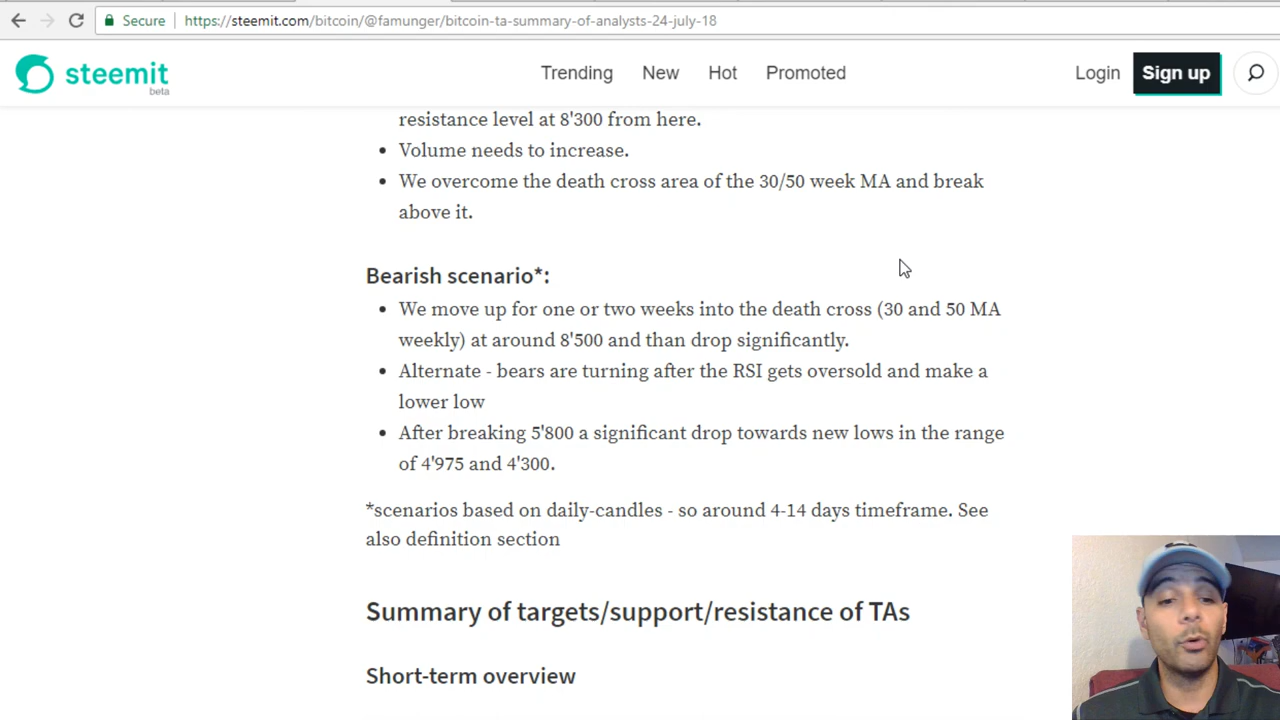 Secure
https://steemit.com/bitcoin/@famunger/bitcoin-ta-summary-of-analysts-24-july-18
steemit
beta
Trending New Hot Promoted
Login Sign up
resistance level at 8'300 from here.
• Volume needs to increase.
• We overcome the death cross area of the 30/50 week MA and break
above it.
Bearish scenario*:
• We move up for one or two weeks into the death cross (30 and 50 MA
weekly) at around 8'500 and than drop significantly.
• Alternate - bears are turning after the RSI gets oversold and make a
lower low
• After breaking 5'800 a significant drop towards new lows in the range
of 4'975 and 4'300.
*scenarios based on daily-candles - so around 4-14 days timeframe. See
also definition section
Summary of targets/support/resistance of TAs
Short-term overview